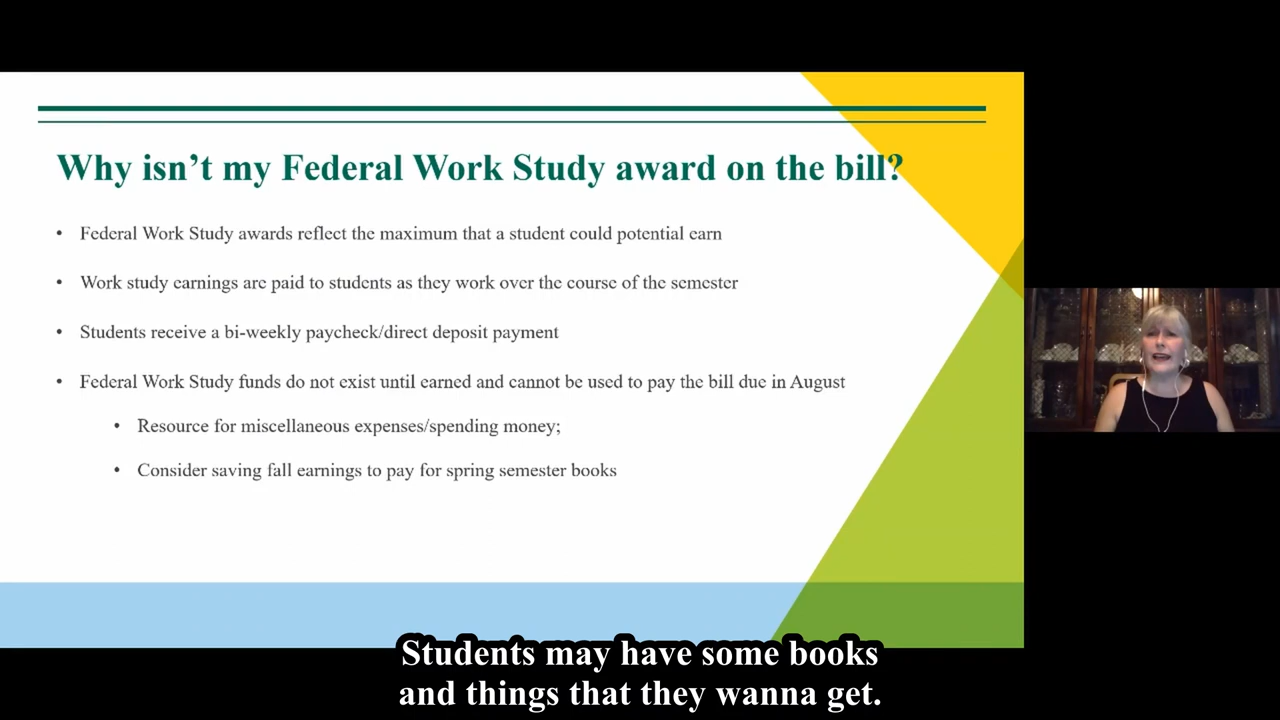 Why isn’t my Federal Work Study award on the bill?
• Federal Work Study awards reflect the maximum that a student could potential earn
• Work study earnings are paid to students as they work over the course of the semester
• Students receive a bi-weekly paycheck/direct deposit payment
• Federal Work Study funds do not exist until earned and cannot be used to pay the bill due in August
• Resource for miscellaneous expenses/spending money;
• Consider saving fall earnings to pay for spring semester books
Students may have some books
and things that they wanna get.